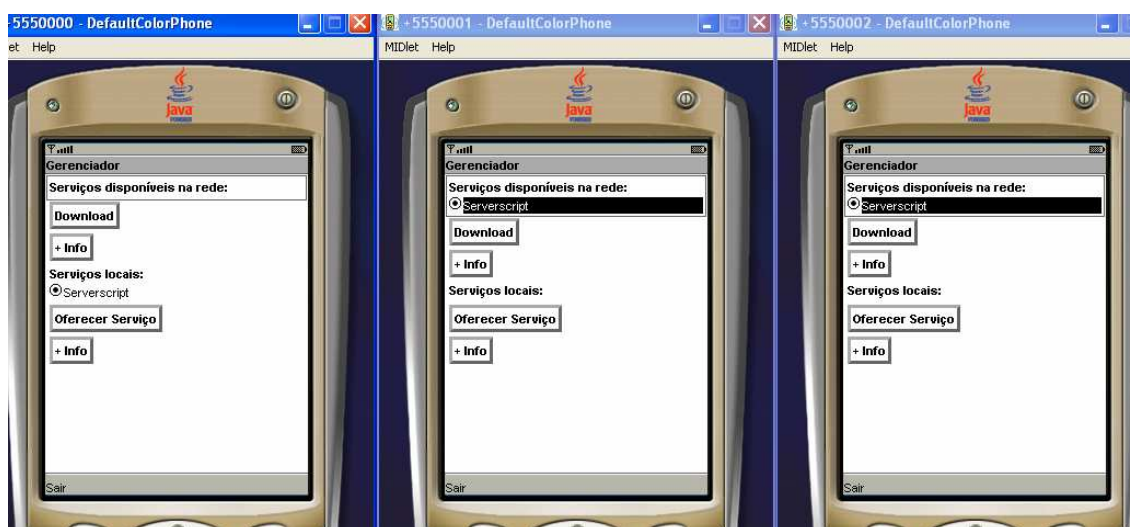 5550000 - DefaultColorPhone
et Help
Java
Gerenciador
Serviços disponíveis na rede:
Download
+ Info
Serviços locais:
Serverscript
Oferecer Serviço
+ Info
Sair
+5550001 - DefaultColorPhone
MIDlet Help
Java
Gerenciador
Serviços disponíveis na rede:
Serverscript
Download
+ Info
Serviços locais:
Oferecer Serviço
+ Info
Sair
+5550002 - DefaultColorPhone
MIDlet Help
Java
Gerenciador
Serviços disponíveis na rede:
Serverscript
Download
+ Info
Serviços locais:
Oferecer Serviço
+ Info
Sair